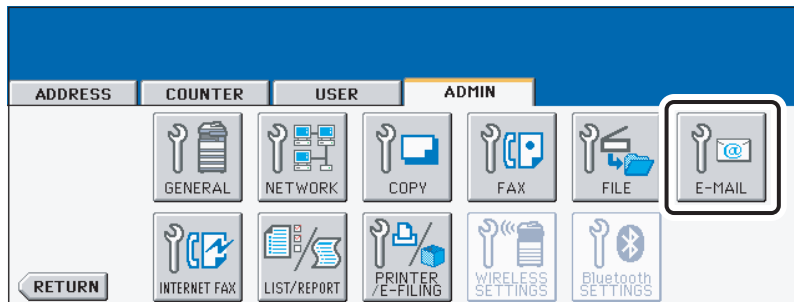 ADDRESS COUNTER USER ADMIN
GENERAL NETWORK COPY FAX FILE E-MAIL
@
INTERNET FAX LIST/REPORT PRINTER
/E-FILING WIRELESS
SETTINGS Bluetooth
SETTINGS
RETURN